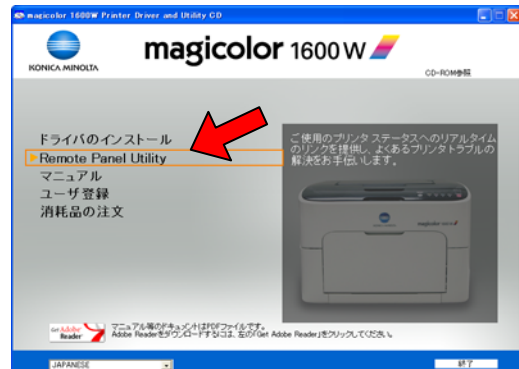 magicolor 1600W Printer Driver and Utility CD
KONICA MINOLTA
magicolor 1600 W
CD-ROM参照
ドライバのインストール
Remote Panel Utility
マニュアル
ユーザ登録
消耗品の注文
ご使用のプリンタ ステータスへのリアルタイム
のリンクを提供し、よくあるプリンタトラブルの
解決をお手伝いします。
Get Adobe Reader
マニュアル等のドキュメントはPDFファイルです。
Adobe Readerをダウンロードするには、左の「Get Adobe Reader」をクリックしてください。
JAPANESE
終了